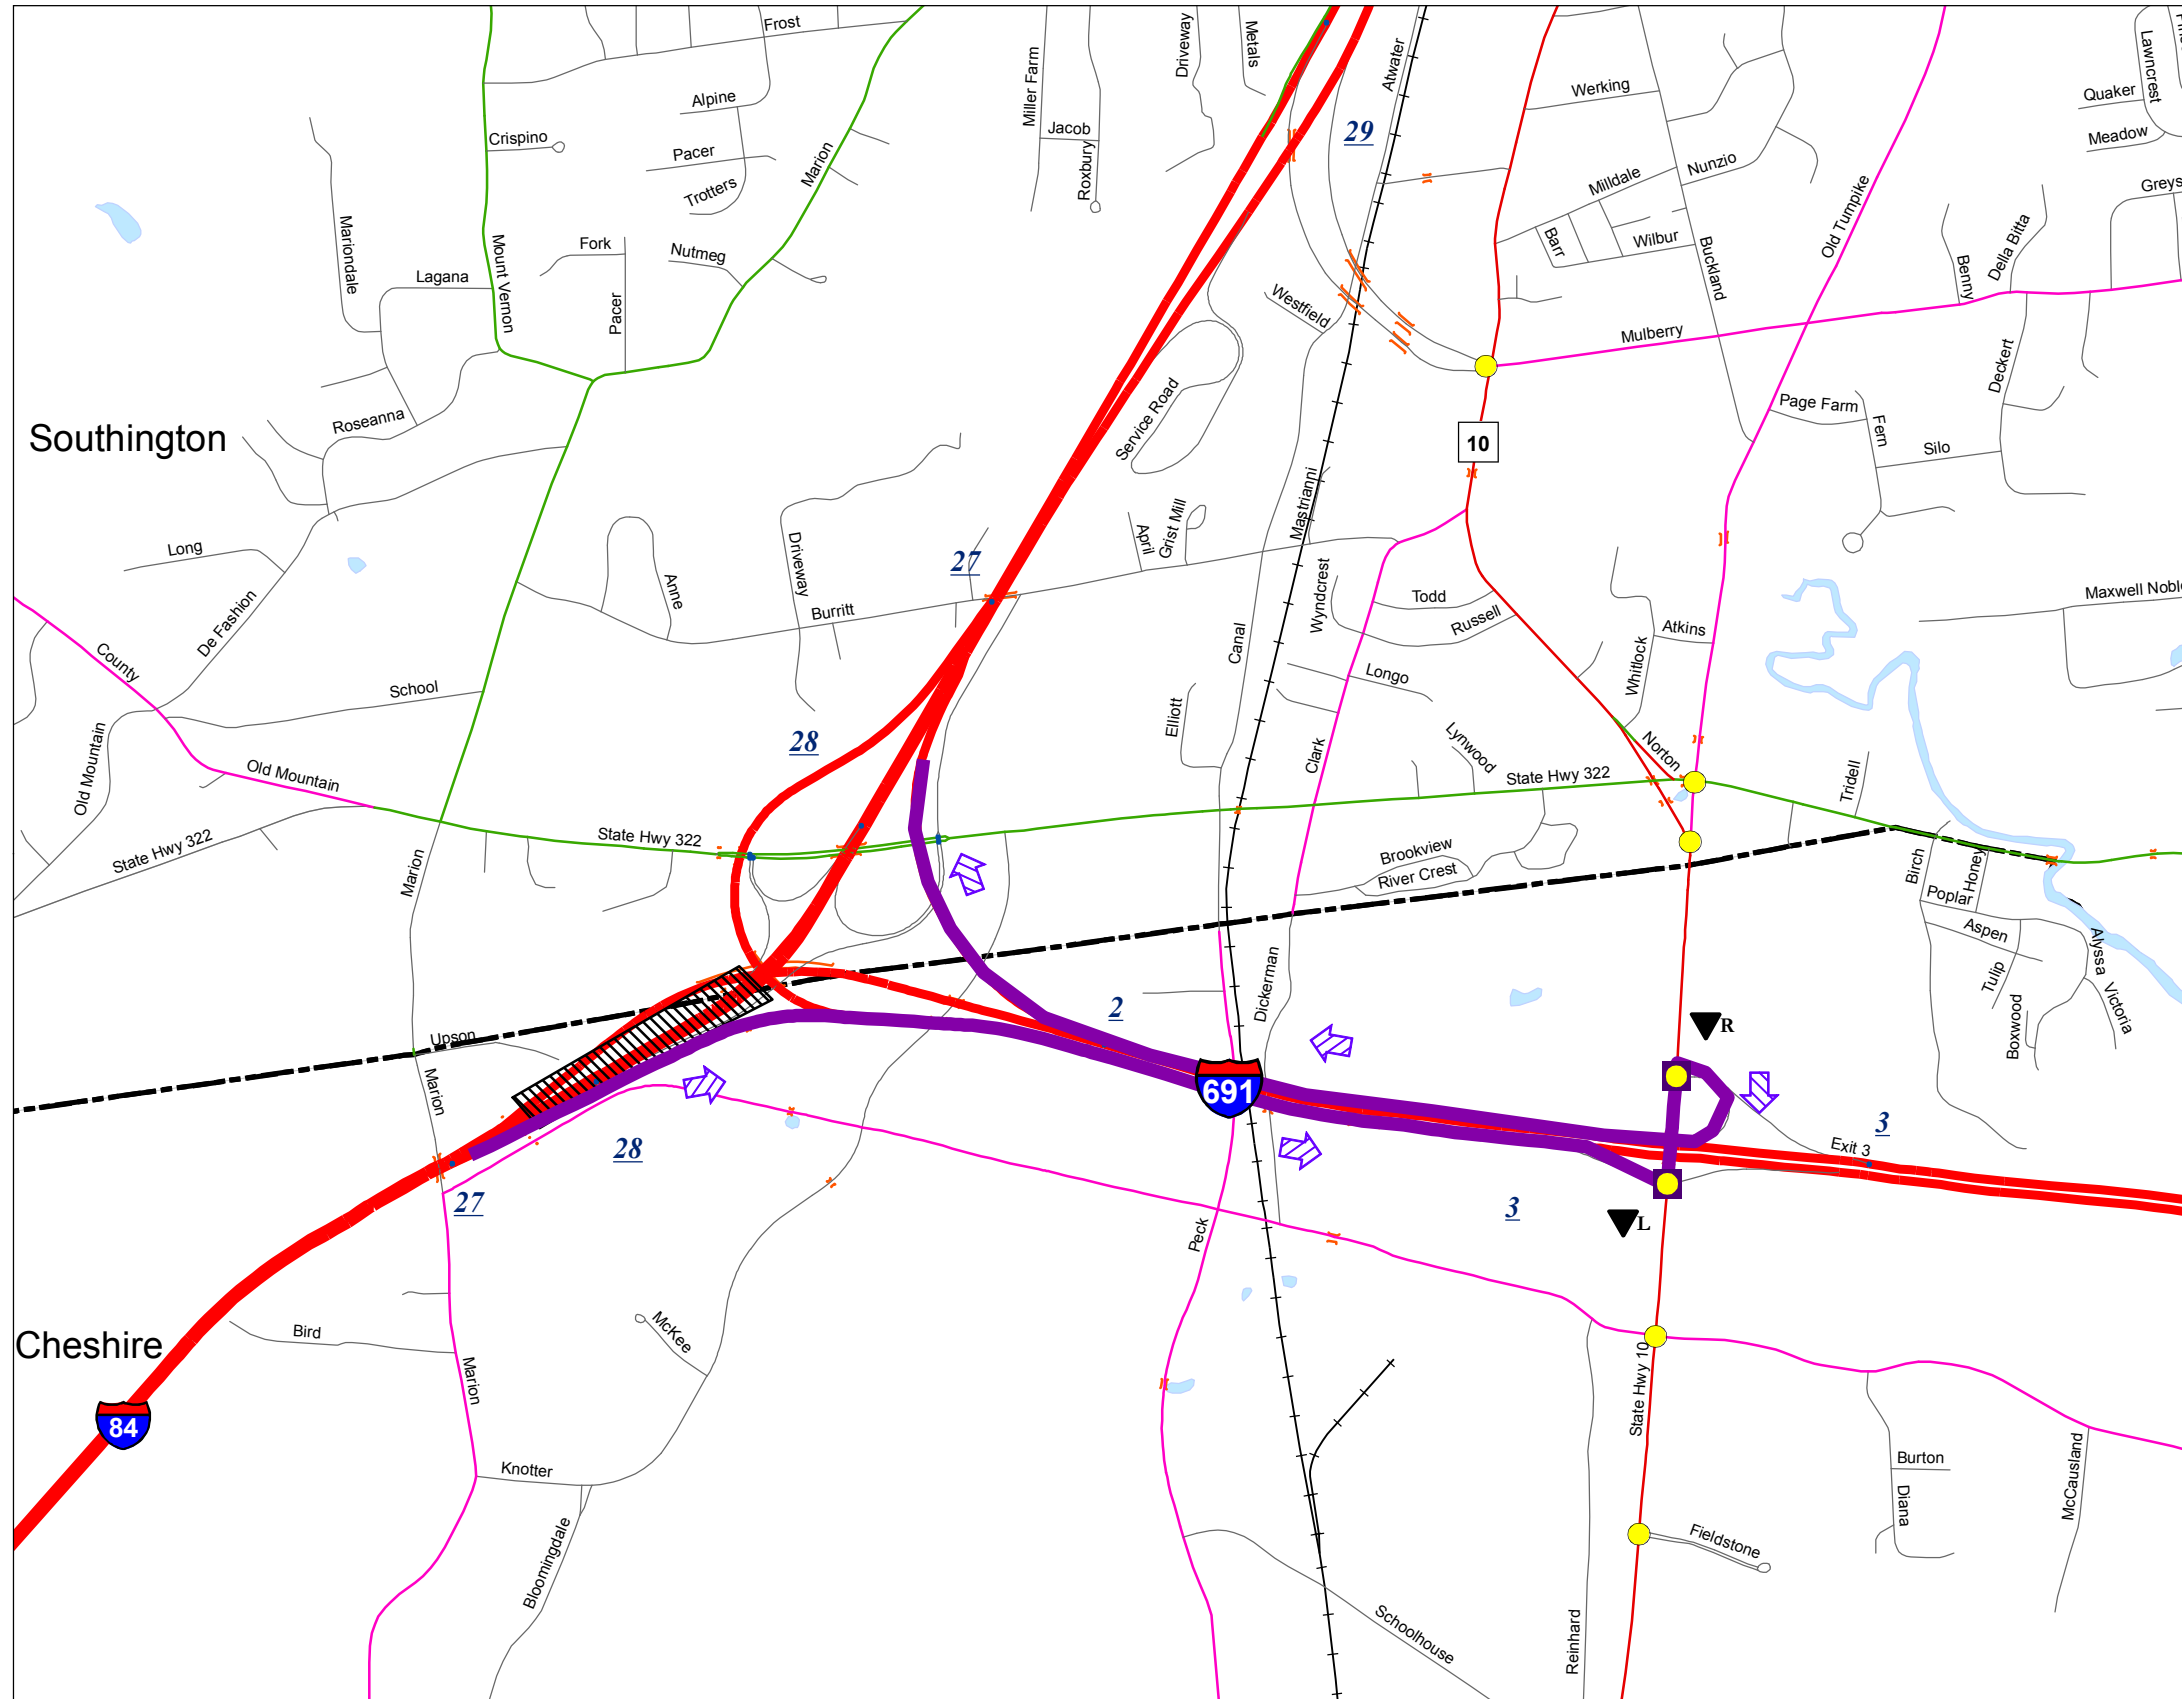 Frost
Alpine
Crispino
Pacer
Trotters
Marion
Mariondale
Mount Vernon
Fork
Nutmeg
Lagana
Pacer
Roseanna
Southington
Miller Farm
Jacob
Roxbury
Driveway
Metals
Atwater
29
Werking
Milldale
Nunzio
Barr
Wilbur
Buckland
Old Turnpike
Quaker
Lawncrest
Meadow
Greys
Benny
Della Bitta
Westfield
Mulberry
Deckert
Service Road
10
Page Farm
Fern
Silo
Long
De Fashion
Anne
Driveway
Burritt
27
April
Grist Mill
Mastrianni
Wyndcrest
Todd
Russell
Canal
Longo
Whitlock
Atkins
Maxwell Noble
County
School
Old Mountain
Old Mountain
28
Elliott
Clark
Lynwood
State Hwy 322
Norton
Tridell
State Hwy 322
State Hwy 322
Marion
Brookview
River Crest
Birch
Honey
Poplar
Aspen
Tulip
Alyssa
Victoria
Boxwood
Dickerman
2
Upson
Marion
691
R
3
Exit 3
28
27
3
L
Peck
Cheshire
Bird
McKee
Marion
84
State Hwy 10
Knotter
Bloomingdale
Burton
Diana
McCausland
Fieldstone
Schoolhouse
Reinhard